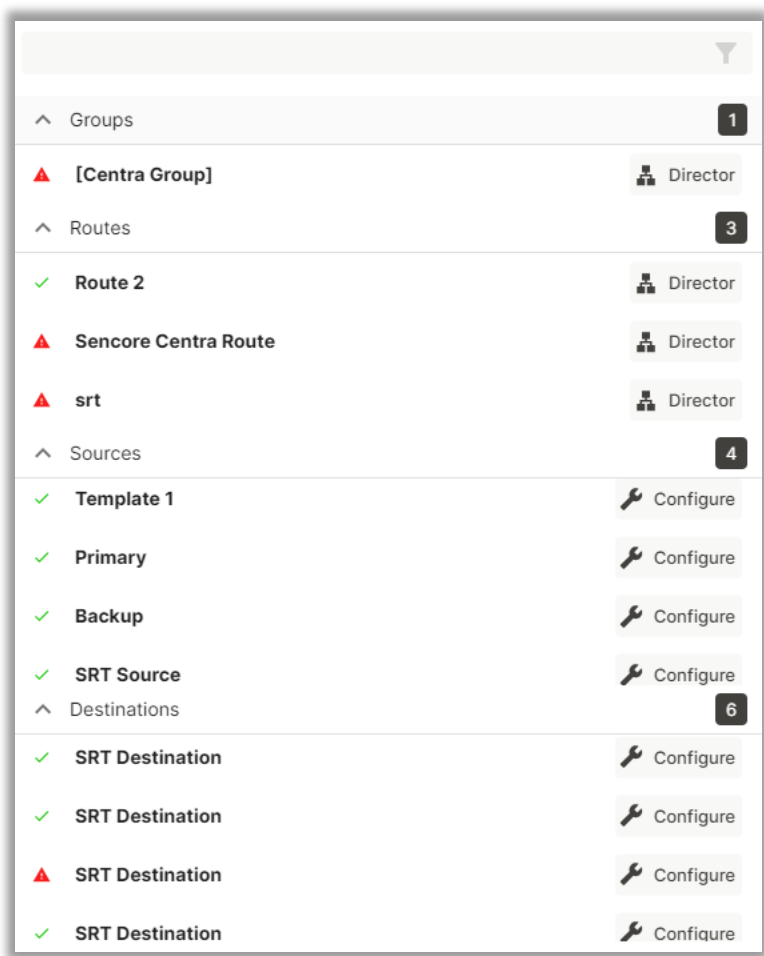 Groups 1
[Centra Group] Director
Routes 3
Route 2 Director
Sencore Centra Route Director
srt Director
Sources 4
Template 1 Configure
Primary Configure
Backup Configure
SRT Source Configure
Destinations 6
SRT Destination Configure
SRT Destination Configure
SRT Destination Configure
SRT Destination Configure